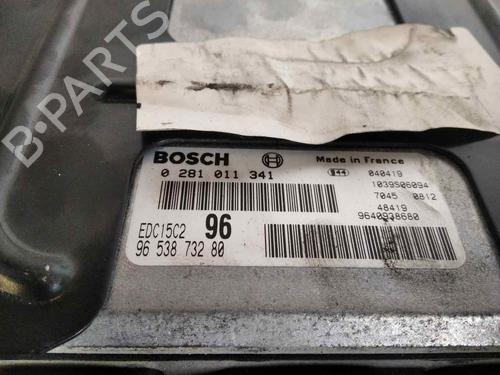 B-PARTS
BOSCH
Made in France
0 281 011 341
040419
1039S06094
7045 0812
48419
9640938680
EDC15C2 96
96 538 732 80